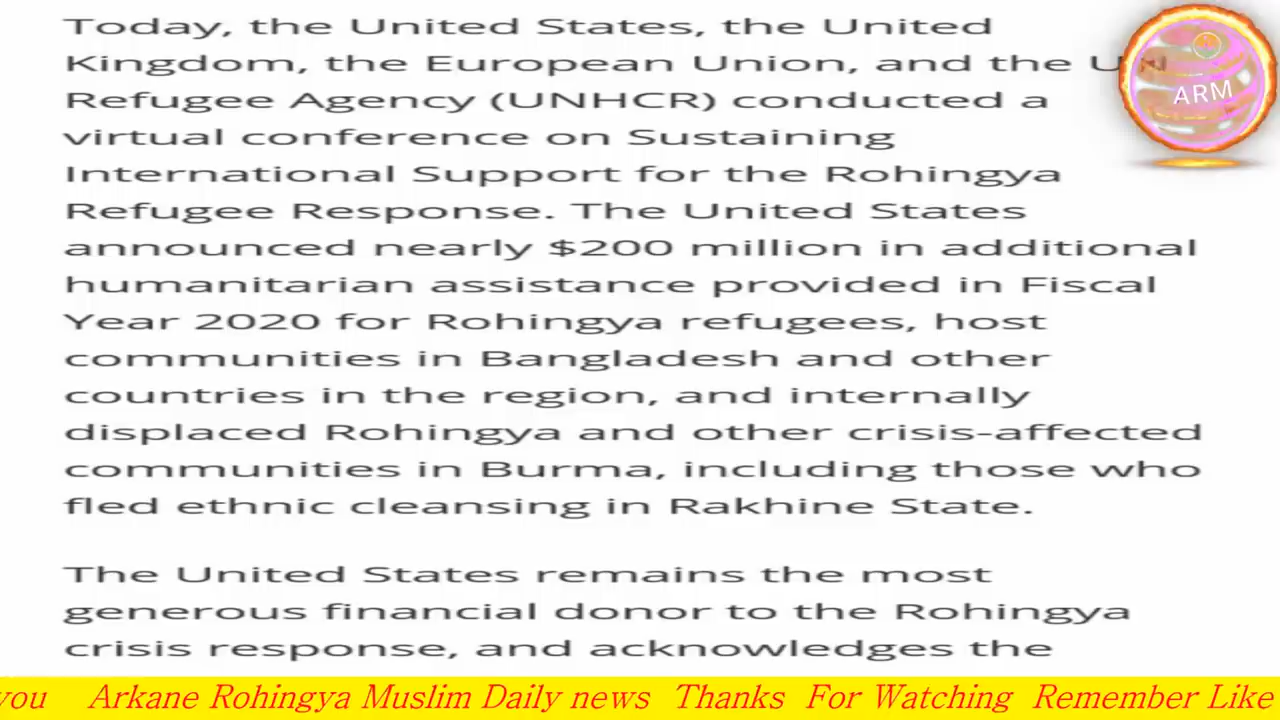 Today, the United States, the United
Kingdom, the European Union, and the UN
Refugee Agency (UNHCR) conducted a
virtual conference on Sustaining
International Support for the Rohingya
Refugee Response. The United States
announced nearly $200 million in additional
humanitarian assistance provided in Fiscal
Year 2020 for Rohingya refugees, host
communities in Bangladesh and other
countries in the region, and internally
displaced Rohingya and other crisis-affected
communities in Burma, including those who
fled ethnic cleansing in Rakhine State.
The United States remains the most
generous financial donor to the Rohingya
crisis response, and acknowledges the
ARM
you Arkane Rohingya Muslim Daily news Thanks For Watching Remember Like